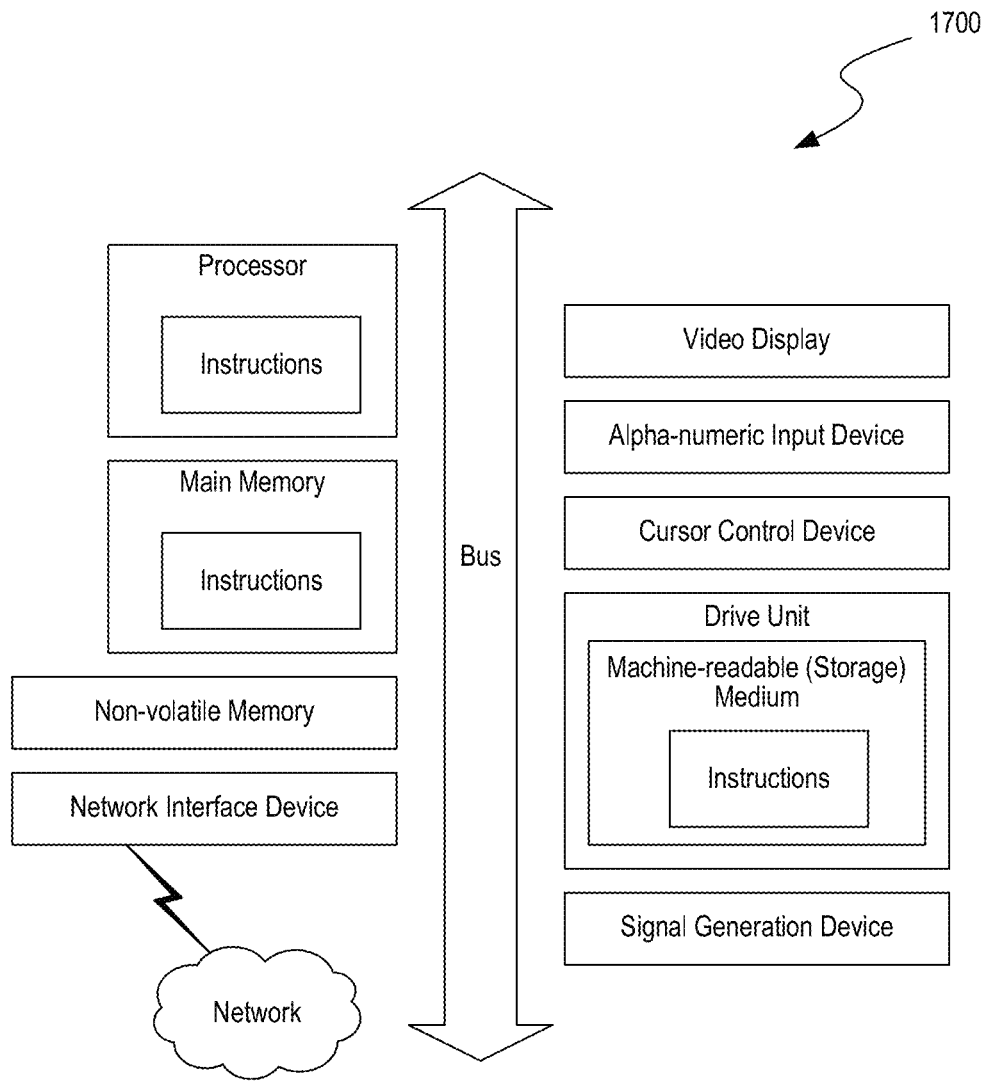 1700
Processor
Instructions
Main Memory
Instructions
Non-volatile Memory
Network Interface Device
Network
Bus
Video Display
Alpha-numeric Input Device
Cursor Control Device
Drive Unit
Machine-readable (Storage)
Medium
Instructions
Signal Generation Device